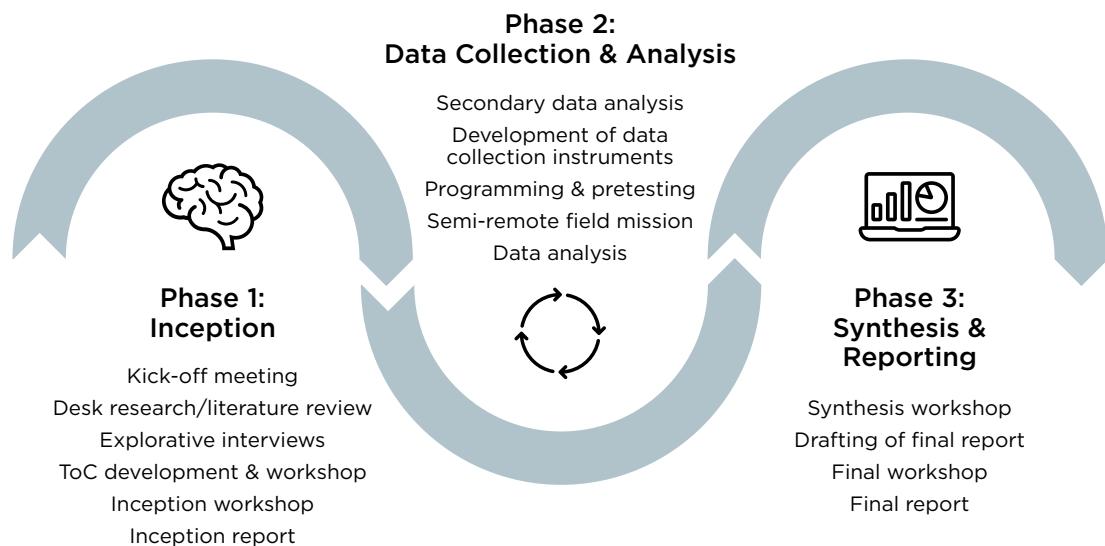 Phase 1:
Inception
Kick-off meeting
Desk research/literature review
Explorative interviews
ToC development & workshop
Inception workshop
Inception report
Phase 2:
Data Collection & Analysis
Secondary data analysis
Development of data
collection instruments
Programming & pretesting
Semi-remote field mission
Data analysis
Phase 3:
Synthesis &
Reporting
Synthesis workshop
Drafting of final report
Final workshop
Final report